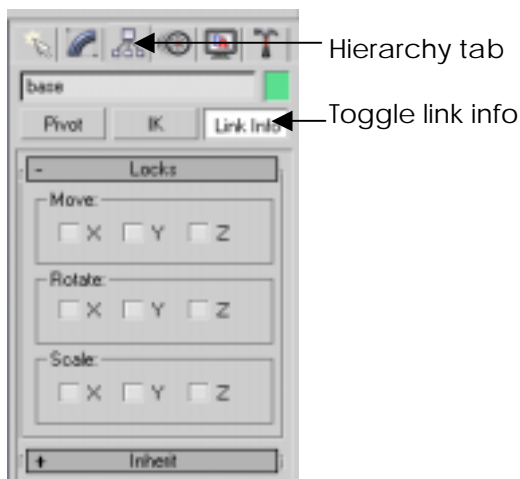 Hierarchy tab
base
Pivot IK Link Info
Toggle link info
- Locks
Move:
X Y Z
Rotate:
X Y Z
Scale:
X Y Z
+ Inherit